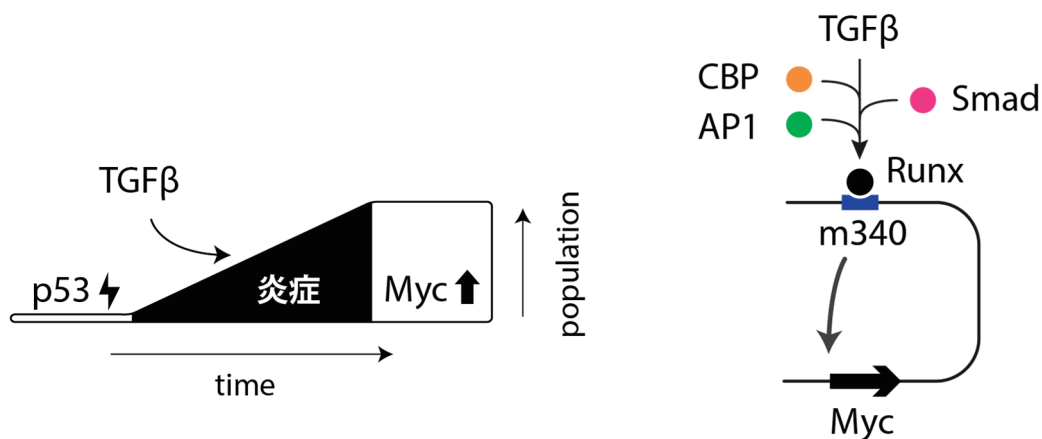 TGFβ
p53
炎症
Myc
time
population
TGFβ
CBP
AP1
Smad
Runx
m340
Myc